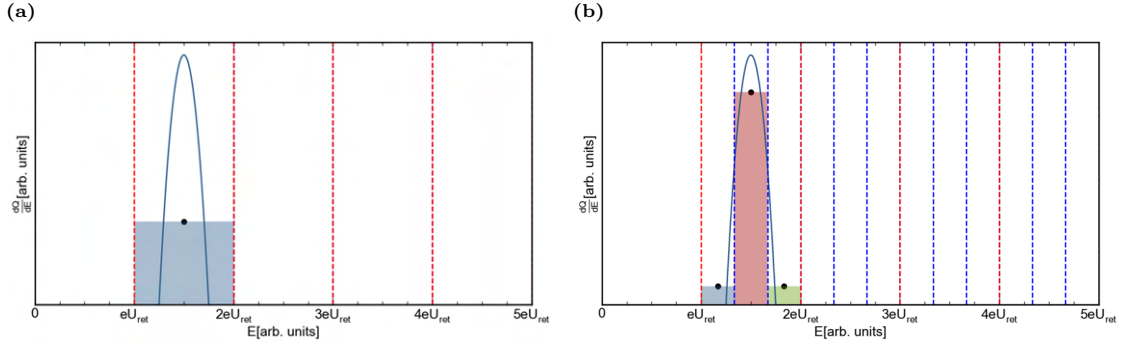 (a)
dQ/dE [arb. units]
0 eU_ret 2eU_ret 3eU_ret 4eU_ret 5eU_ret
E[arb. units]
(b)
dQ/dE [arb. units]
0 eU_ret 2eU_ret 3eU_ret 4eU_ret 5eU_ret
E[arb. units]